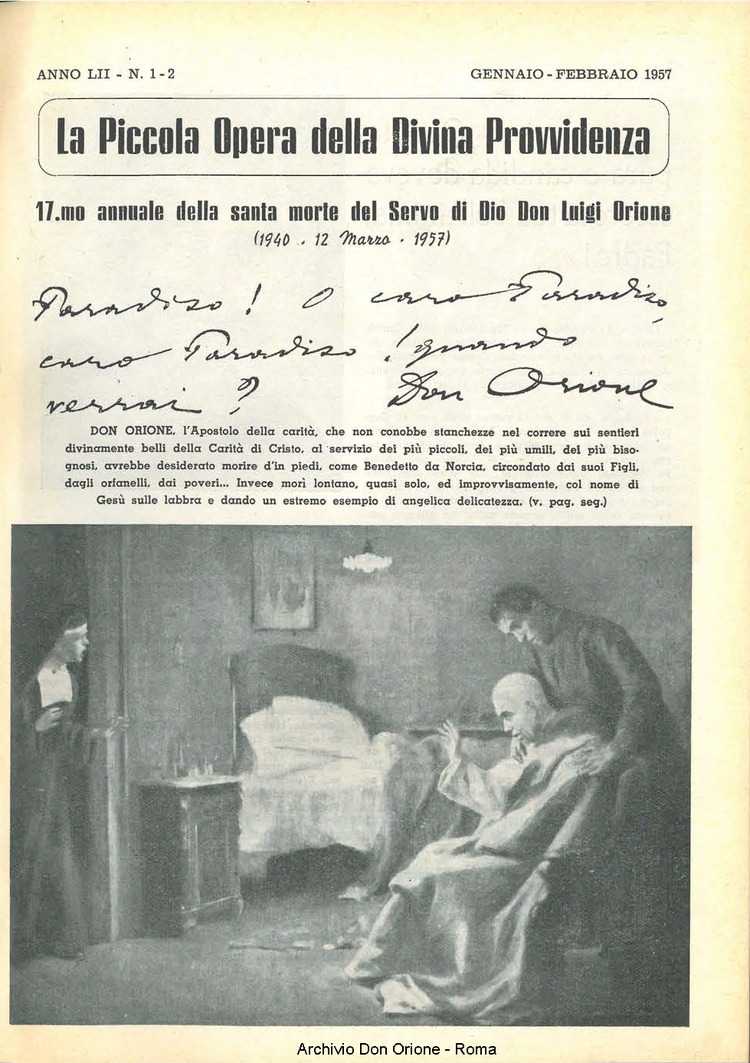 ANNO LII - N. 1-2
GENNAIO - FEBBRAIO 1957
La Piccola Opera della Divina Provvidenza
17.mo annuale della santa morte del Servo di Dio Don Luigi Orione
(1940 . 12 Marzo . 1957)
Paradiso! O caro Paradiso,
caro Paradiso! quando
verrai? Don Orione
DON ORIONE, l'Apostolo della carità, che non conobbe stanchezze nel correre sui sentieri
divinamente belli della Carità di Cristo, al servizio dei più piccoli, dei più umili, dei più biso-
gnosi, avrebbe desiderato morire d'in piedi, come Benedetto da Norcia, circondato dai suoi Figli,
dagli orfanelli, dai poveri... Invece morì lontano, quasi solo, ed improvvisamente, col nome di
Gesù sulle labbra e dando un estremo esempio di angelica delicatezza. (v. pag. seg.)
Archivio Don Orione - Roma